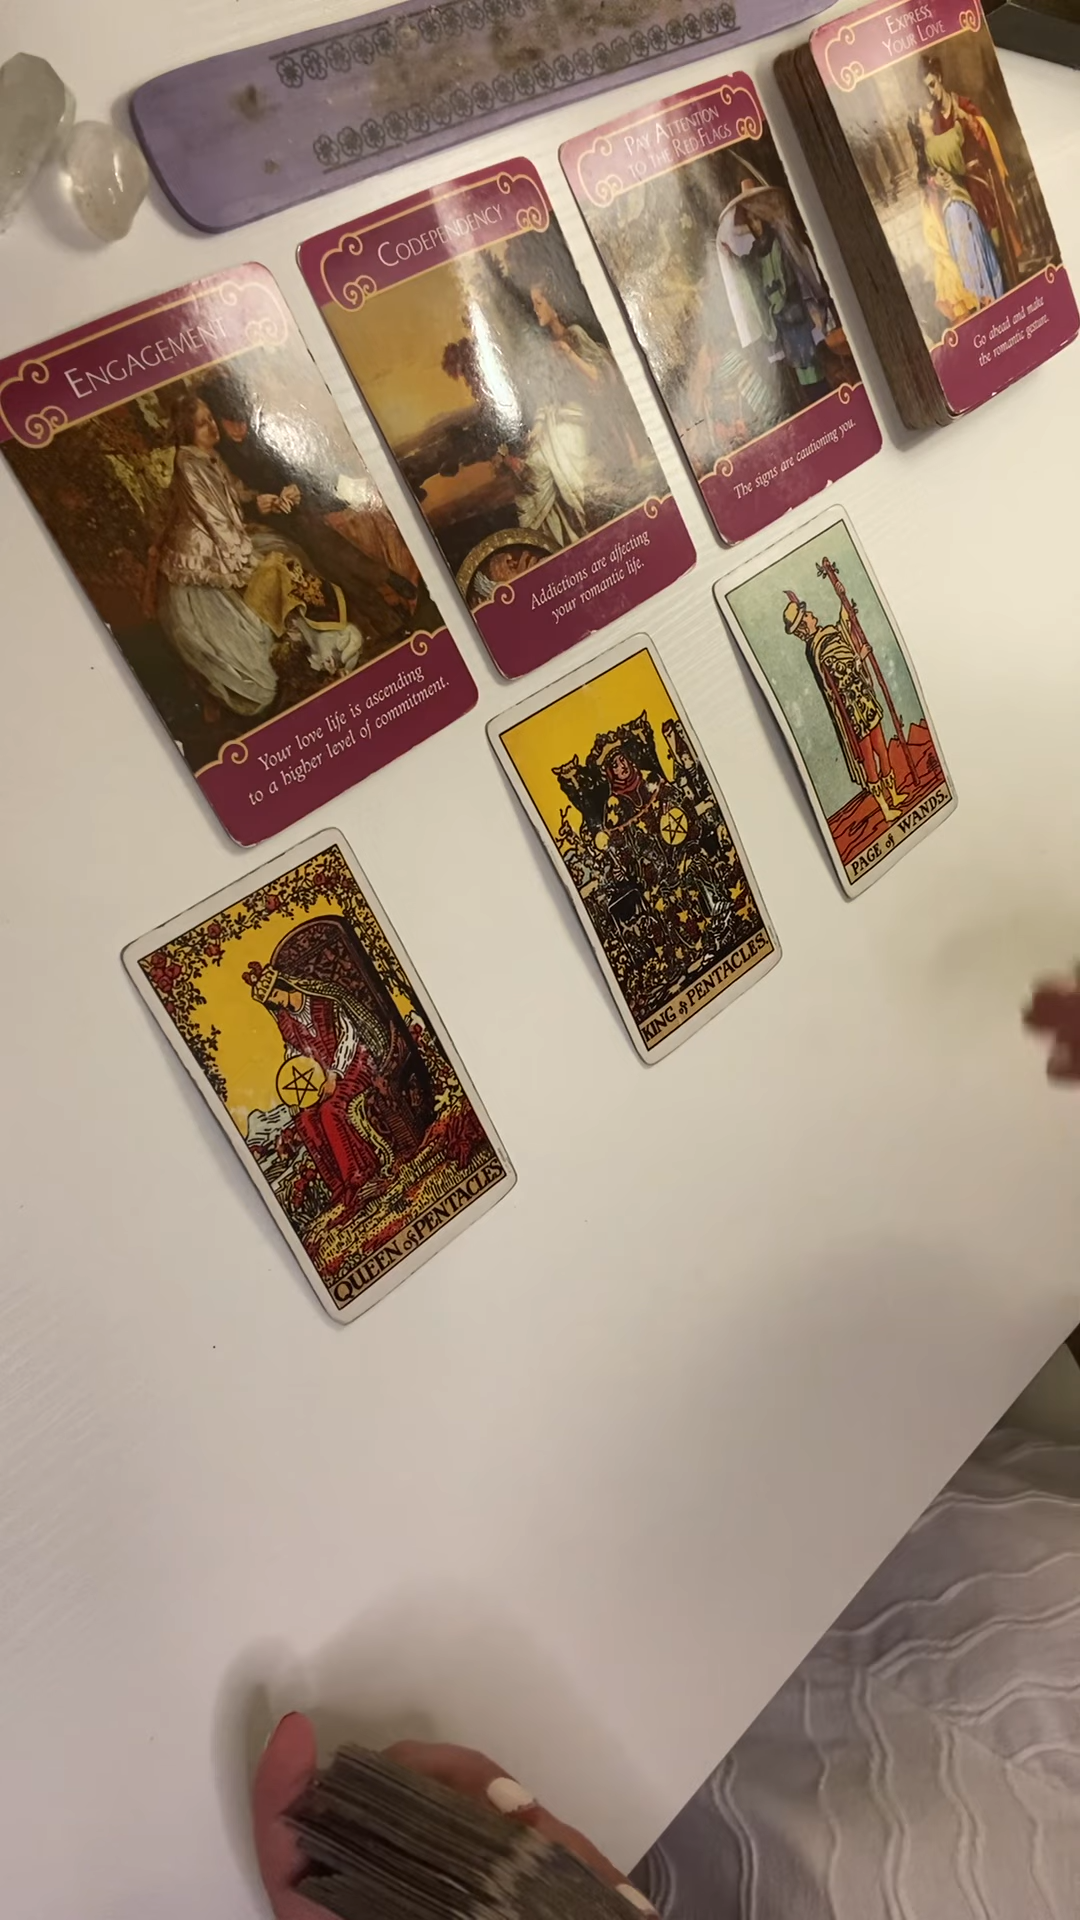 ENGAGEMENT
Your love life is ascending
to a higher level of commitment.
CODEPENDENCY
Addictions are affecting
your romantic life.
PAY ATTENTION
TO THE RED FLAGS
The signs are cautioning you.
EXPRESS
YOUR LOVE
Go ahead and make
the romantic gesture.
QUEEN of PENTACLES
KING of PENTACLES.
PAGE of WANDS.